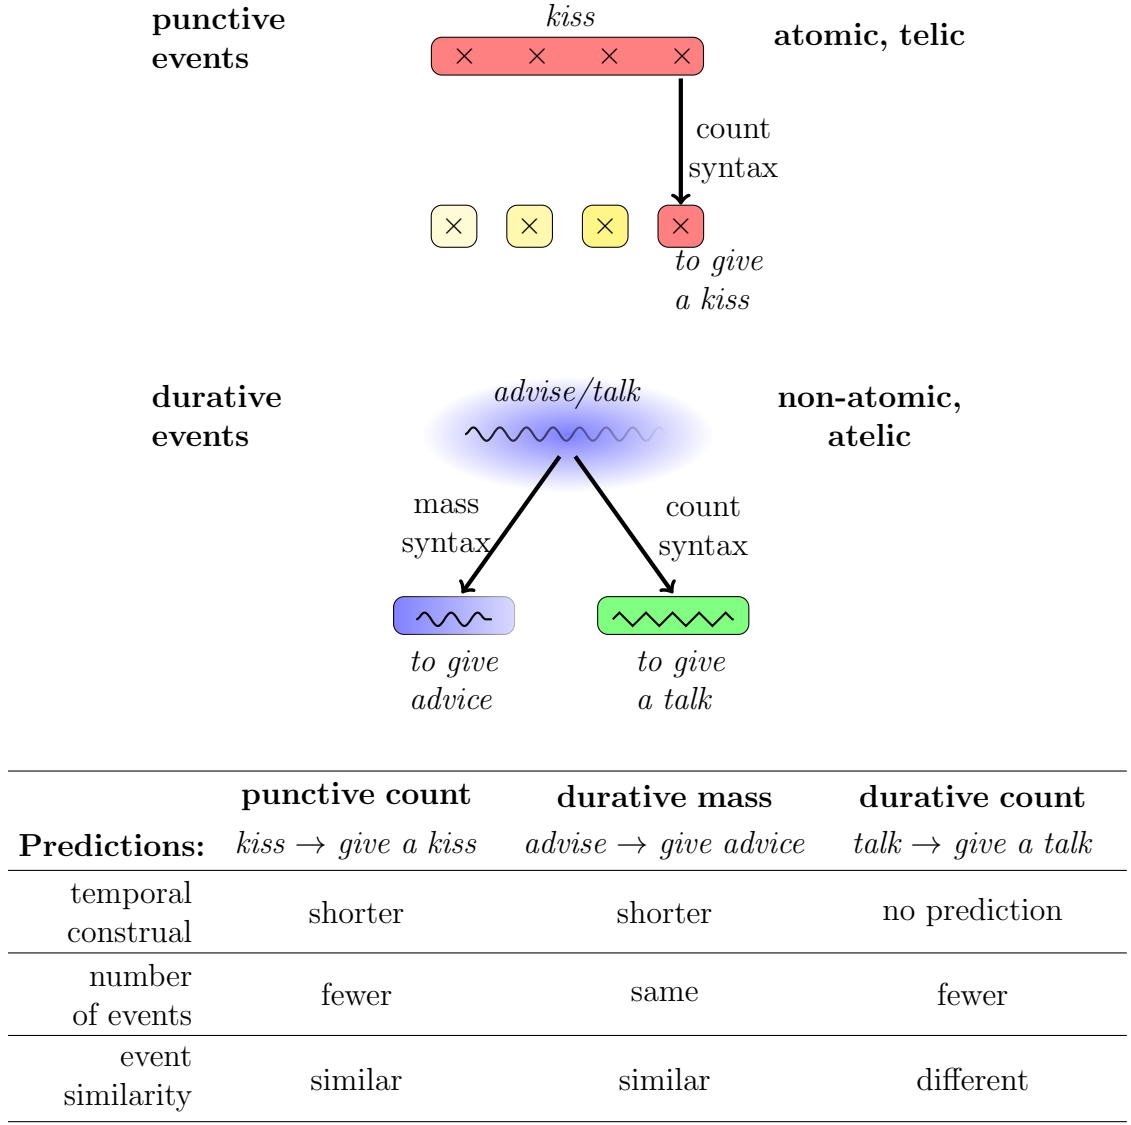 punctive
events
kiss
× × × ×
atomic, telic
count
syntax
× × × ×
to give
a kiss
durative
events
advise/talk
non-atomic,
atelic
mass
syntax
count
syntax
to give
advice
to give
a talk
punctive count durative mass durative count
Predictions: kiss → give a kiss advise → give advice talk → give a talk
temporal
construal
shorter shorter no prediction
number
of events
fewer same fewer
event
similarity
similar similar different